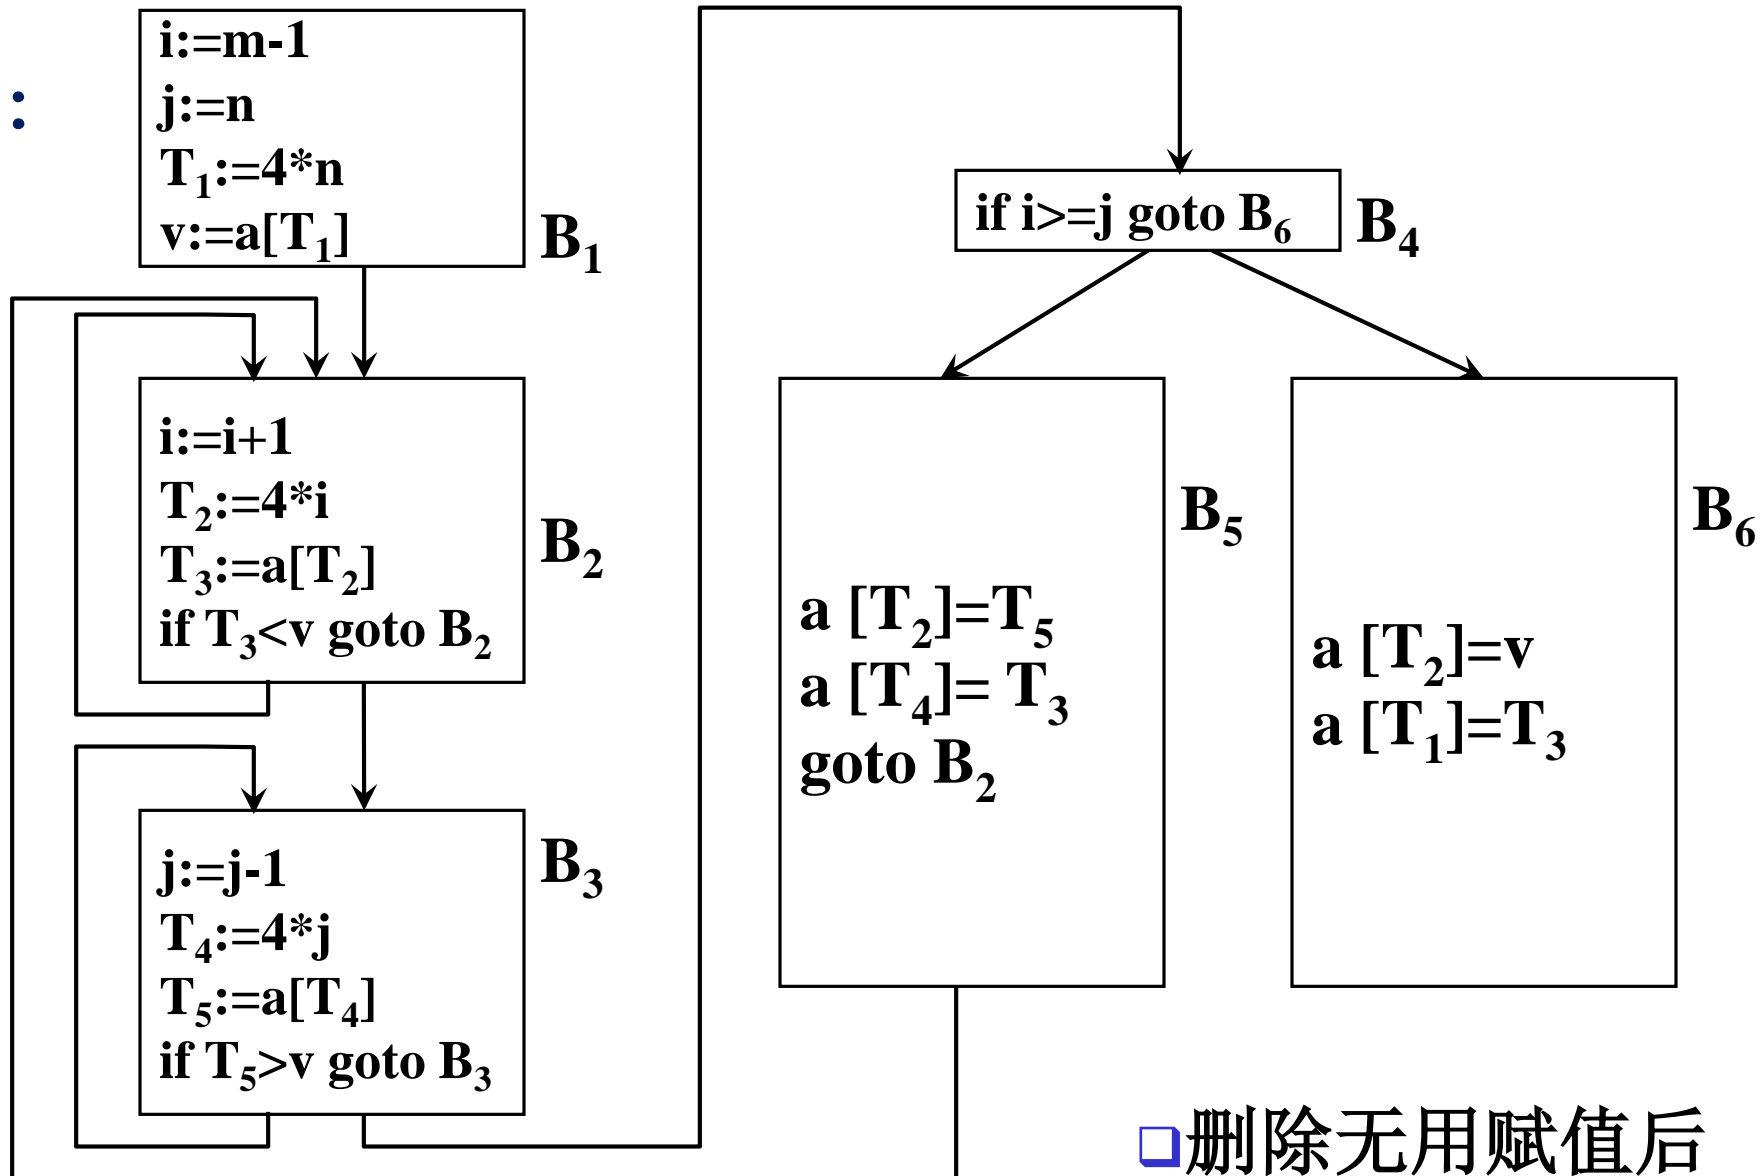 :
i:=m-1
j:=n
T₁:=4*n
v:=a[T₁]
B₁
i:=i+1
T₂:=4*i
T₃:=a[T₂]
if T₃<v goto B₂
B₂
j:=j-1
T₄:=4*j
T₅:=a[T₄]
if T₅>v goto B₃
B₃
if i>=j goto B₆
B₄
a [T₂]=T₅
a [T₄]= T₃
goto B₂
B₅
a [T₂]=v
a [T₁]=T₃
B₆
❑删除无用赋值后